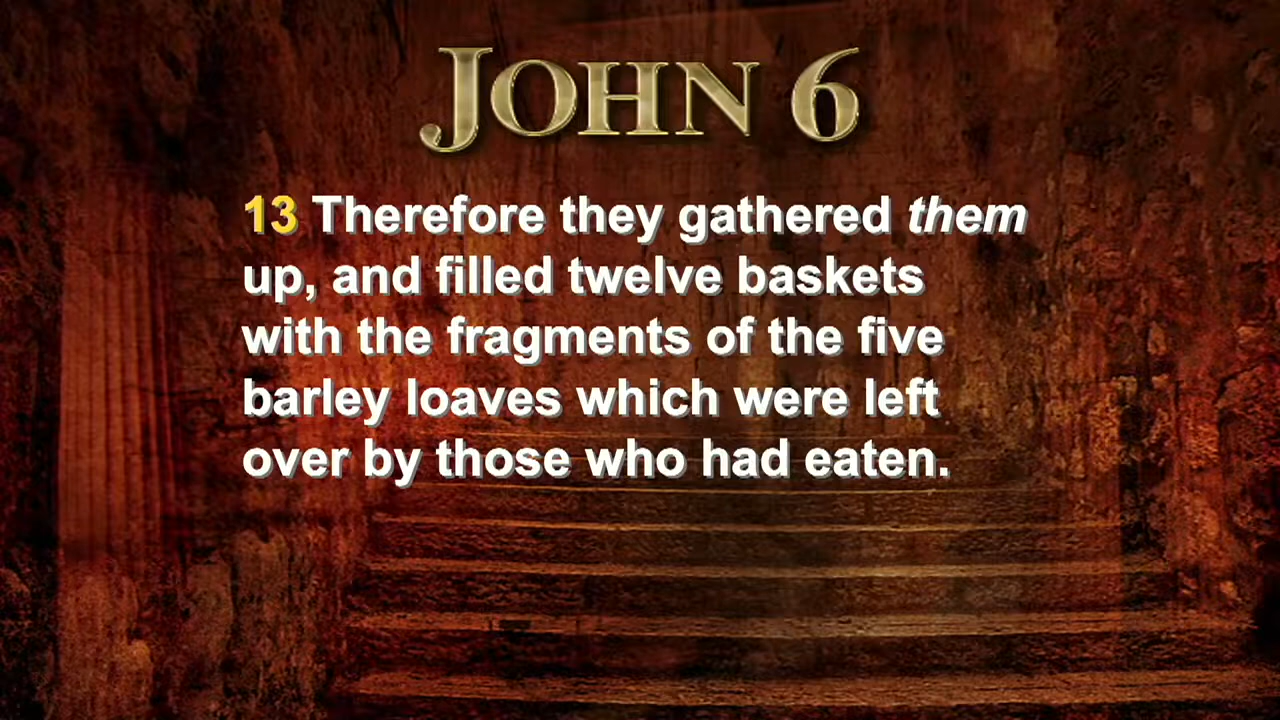 JOHN 6
13 Therefore they gathered them
up, and filled twelve baskets
with the fragments of the five
barley loaves which were left
over by those who had eaten.